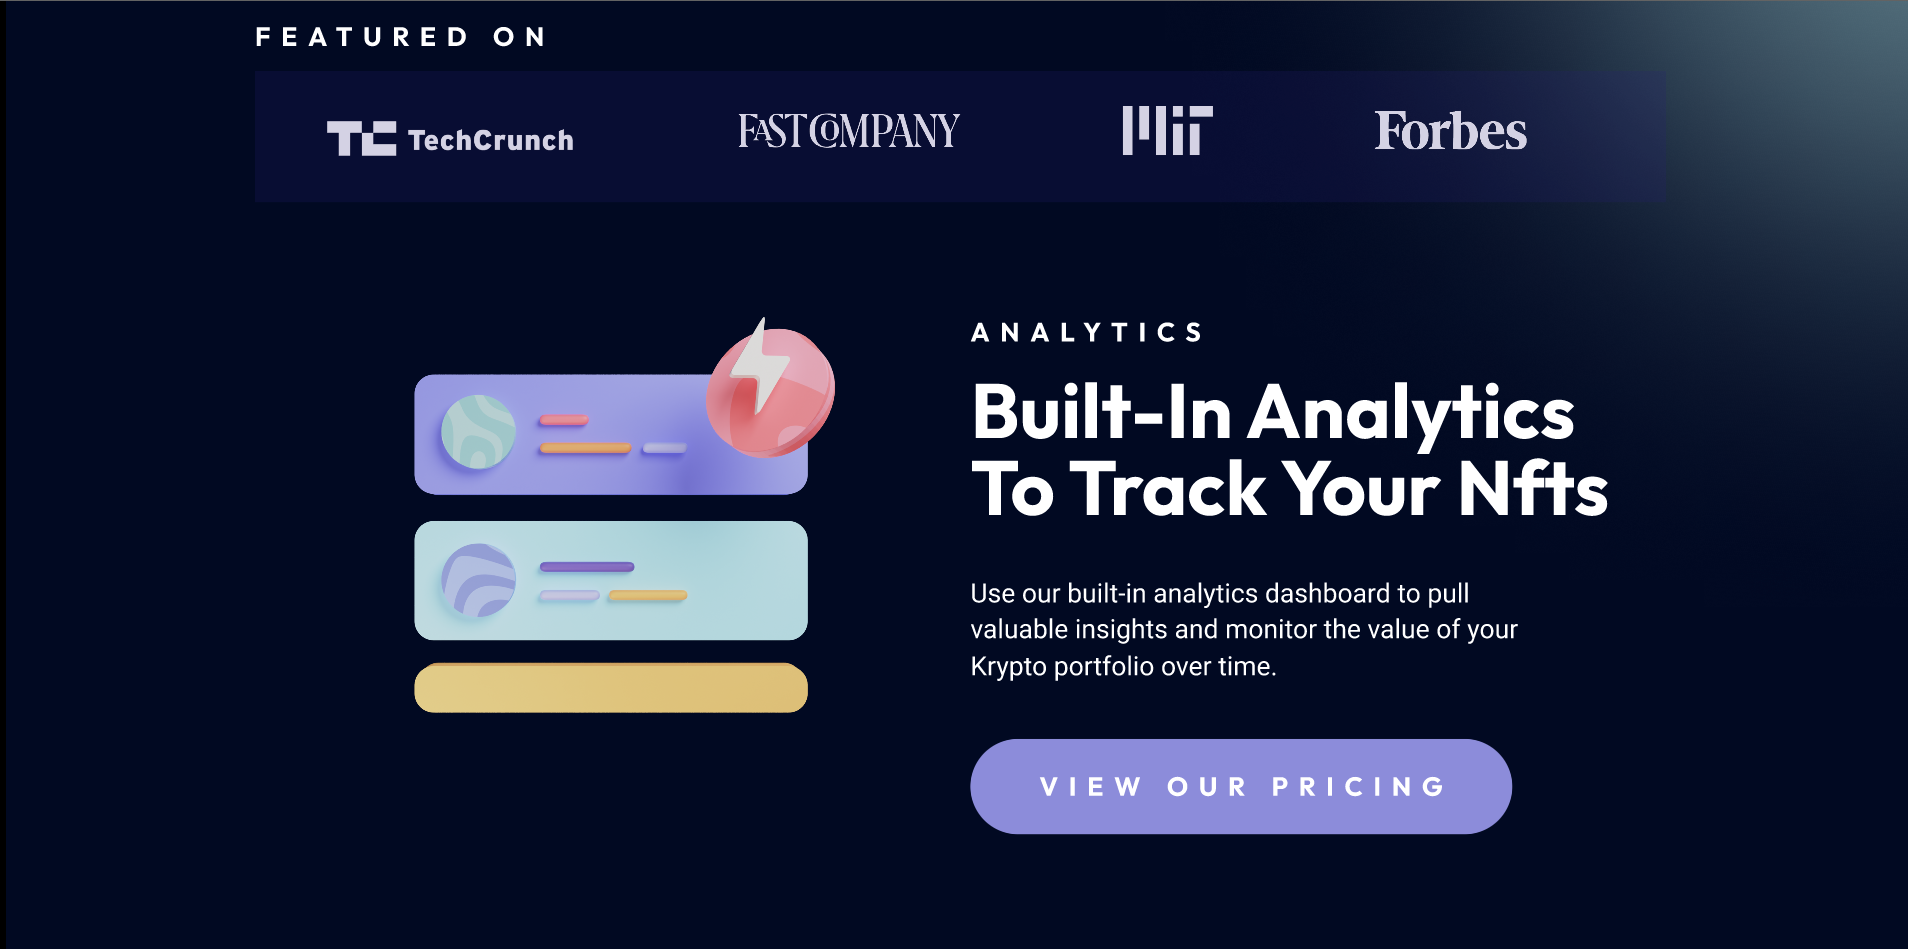 FEATURED ON
TC TechCrunch
FAST COMPANY
MIT
Forbes
ANALYTICS
Built-In Analytics
To Track Your Nfts
Use our built-in analytics dashboard to pull
valuable insights and monitor the value of your
Krypto portfolio over time.
VIEW OUR PRICING